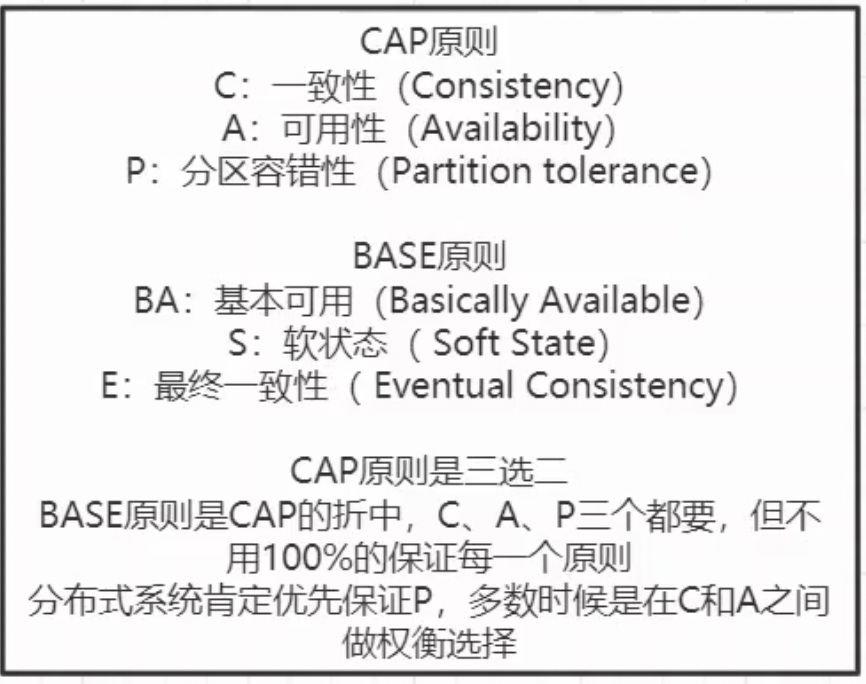 CAP原则
C：一致性（Consistency）
A：可用性（Availability）
P：分区容错性（Partition tolerance）
BASE原则
BA：基本可用（Basically Available）
S：软状态（ Soft State）
E：最终一致性（ Eventual Consistency）
CAP原则是三选二
BASE原则是CAP的折中，C、A、P三个都要，但不
用100%的保证每一个原则
分布式系统肯定优先保证P，多数时候是在C和A之间
做权衡选择